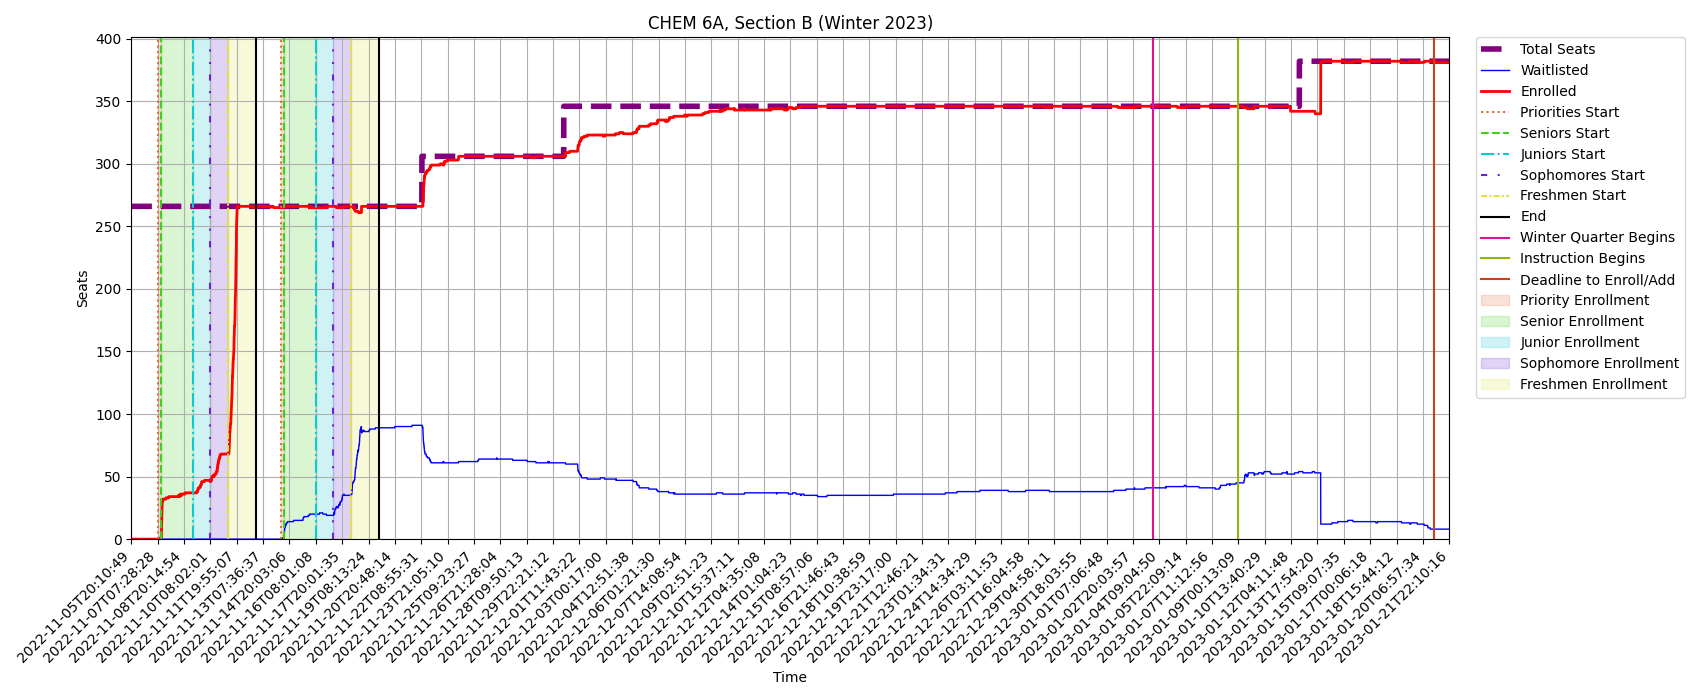 CHEM 6A, Section B (Winter 2023)
400
350
300
250
200
150
100
50
0
Seats
2022-11-05T20:10:49
2022-11-07T07:28:28
2022-11-08T20:14:54
2022-11-10T08:02:01
2022-11-11T19:55:07
2022-11-13T07:36:37
2022-11-14T20:03:06
2022-11-16T08:01:08
2022-11-17T20:01:35
2022-11-19T08:13:24
2022-11-20T20:48:14
2022-11-22T08:55:31
2022-11-23T21:05:10
2022-11-25T09:23:27
2022-11-26T21:28:04
2022-11-28T09:50:13
2022-11-29T22:21:12
2022-12-01T11:43:22
2022-12-03T00:17:00
2022-12-04T12:51:38
2022-12-06T01:21:30
2022-12-07T14:08:54
2022-12-09T02:51:23
2022-12-10T15:37:11
2022-12-12T04:35:08
2022-12-14T01:04:23
2022-12-15T08:57:06
2022-12-16T21:46:43
2022-12-18T10:38:59
2022-12-19T23:17:00
2022-12-21T12:46:21
2022-12-23T01:34:31
2022-12-24T14:34:29
2022-12-26T03:11:53
2022-12-27T16:04:58
2022-12-29T04:58:11
2022-12-30T18:03:55
2023-01-01T07:06:48
2023-01-02T20:03:57
2023-01-04T09:04:50
2023-01-05T22:09:14
2023-01-07T11:12:56
2023-01-09T00:13:09
2023-01-10T13:40:29
2023-01-12T04:11:48
2023-01-13T17:54:20
2023-01-15T09:07:35
2023-01-17T00:06:18
2023-01-18T15:44:12
2023-01-20T06:57:34
2023-01-21T22:10:16
Time
Total Seats
Waitlisted
Enrolled
Priorities Start
Seniors Start
Juniors Start
Sophomores Start
Freshmen Start
End
Winter Quarter Begins
Instruction Begins
Deadline to Enroll/Add
Priority Enrollment
Senior Enrollment
Junior Enrollment
Sophomore Enrollment
Freshmen Enrollment